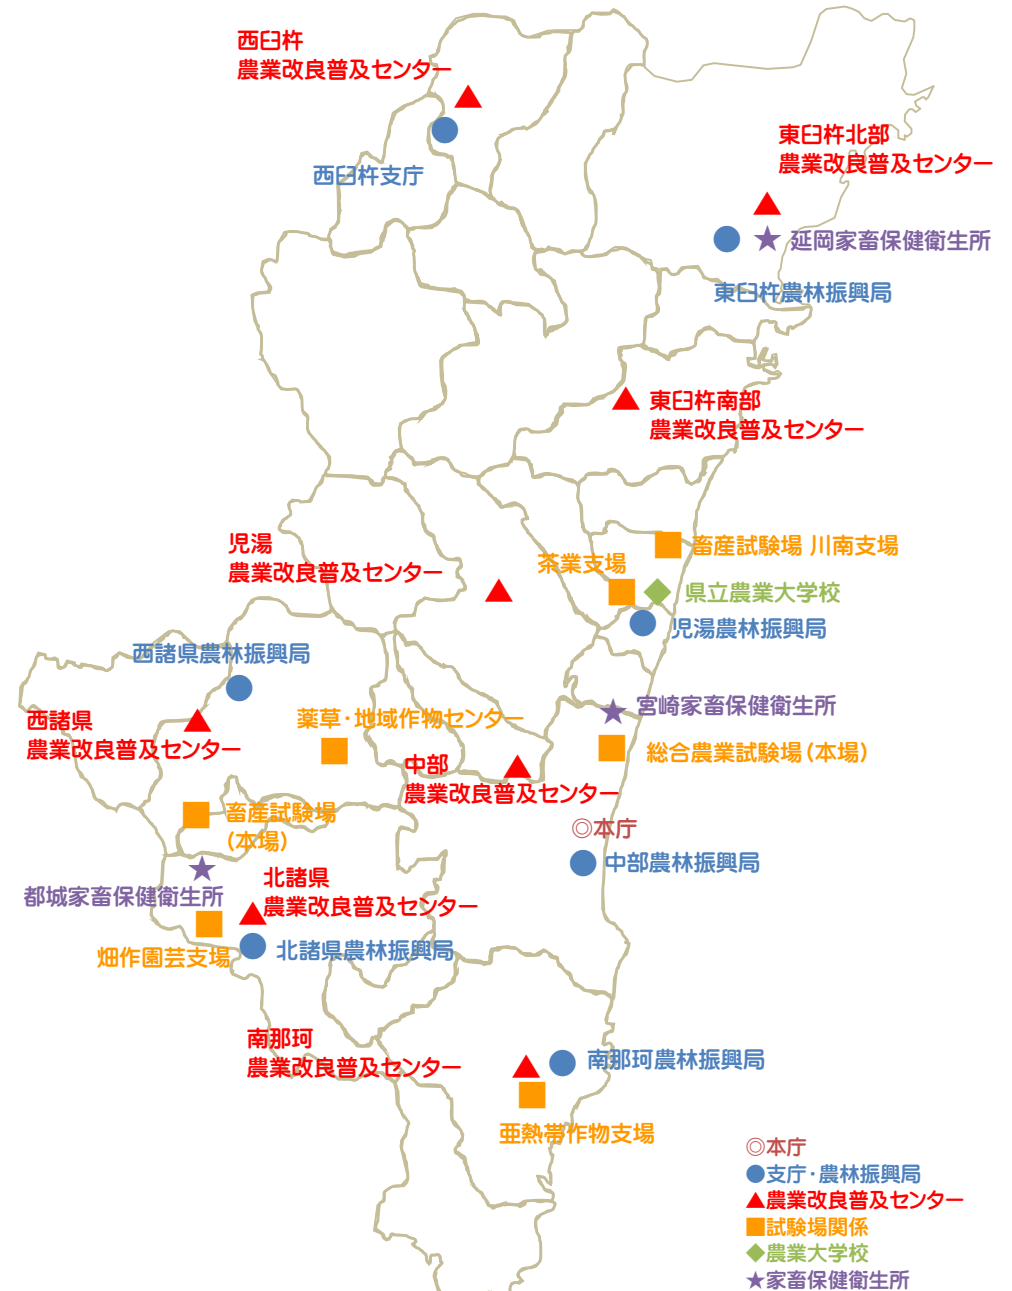 西臼杵
農業改良普及センター
西臼杵支庁
東臼杵北部
農業改良普及センター
延岡家畜保健衛生所
東臼杵農林振興局
東臼杵南部
農業改良普及センター
児湯
農業改良普及センター
茶業支場
畜産試験場 川南支場
県立農業大学校
児湯農林振興局
西諸県農林振興局
西諸県
農業改良普及センター
薬草・地域作物センター
宮崎家畜保健衛生所
総合農業試験場(本場)
中部
農業改良普及センター
畜産試験場
(本場)
◎本庁
中部農林振興局
都城家畜保健衛生所
北諸県
農業改良普及センター
畑作園芸支場
北諸県農林振興局
南那珂
農業改良普及センター
南那珂農林振興局
亜熱帯作物支場
◎本庁
●支庁・農林振興局
▲農業改良普及センター
■試験場関係
◆農業大学校
★家畜保健衛生所